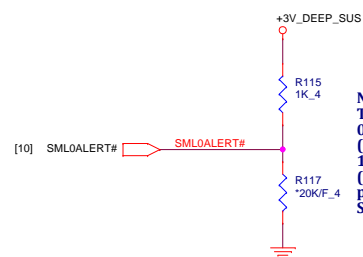 +3V_DEEP_SUS
R115
1K_4
[10] SML0ALERT# SML0ALERT#
R117
*20K/F_4